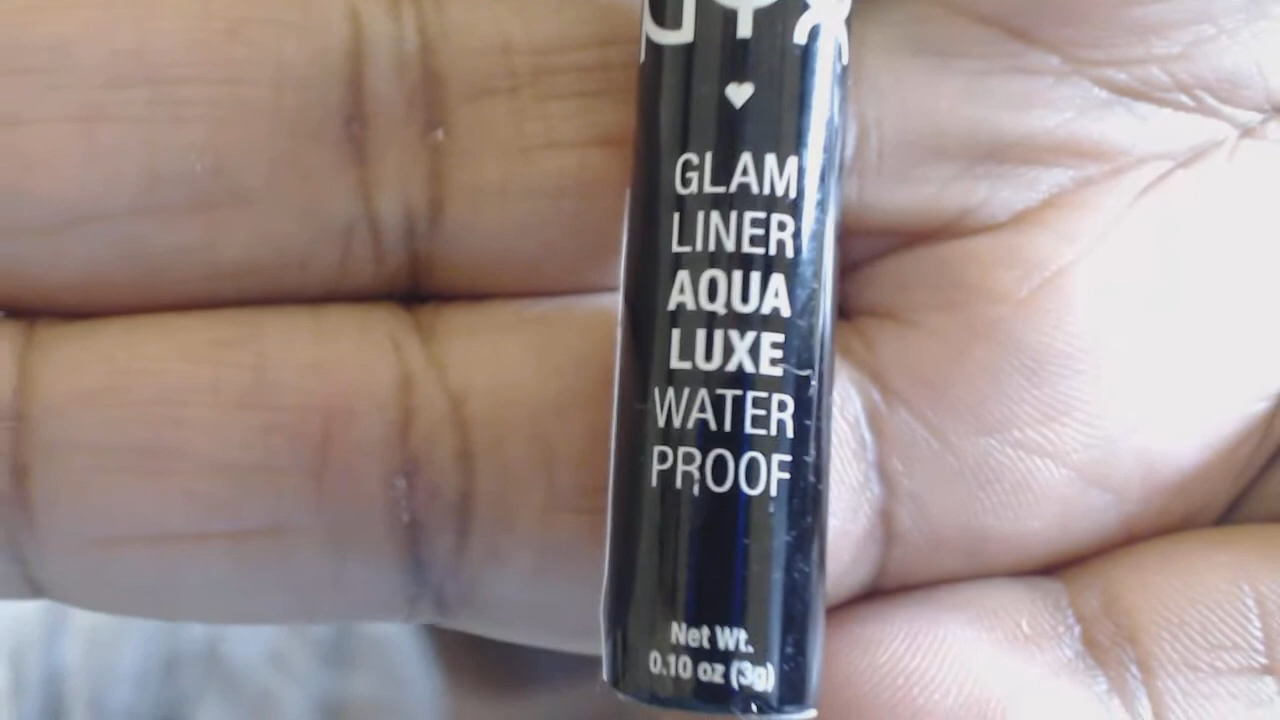 GLAM
LINER
AQUA
LUXE
WATER
PROOF
Net Wt.
0.10 oz (3g)